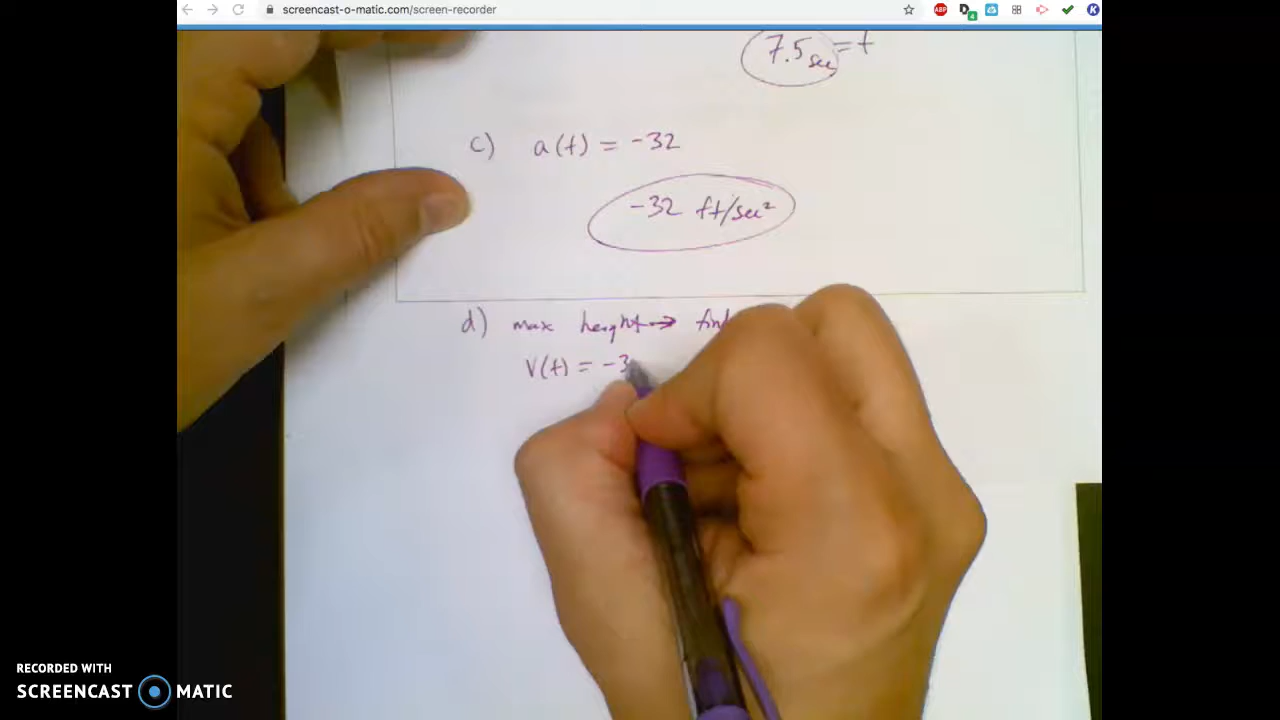 screencast-o-matic.com/screen-recorder
7.5 sec = t
c) a(t) = -32
-32 ft/sec²
d) max height → find
V(t) = -3
RECORDED WITH
SCREENCAST MATIC